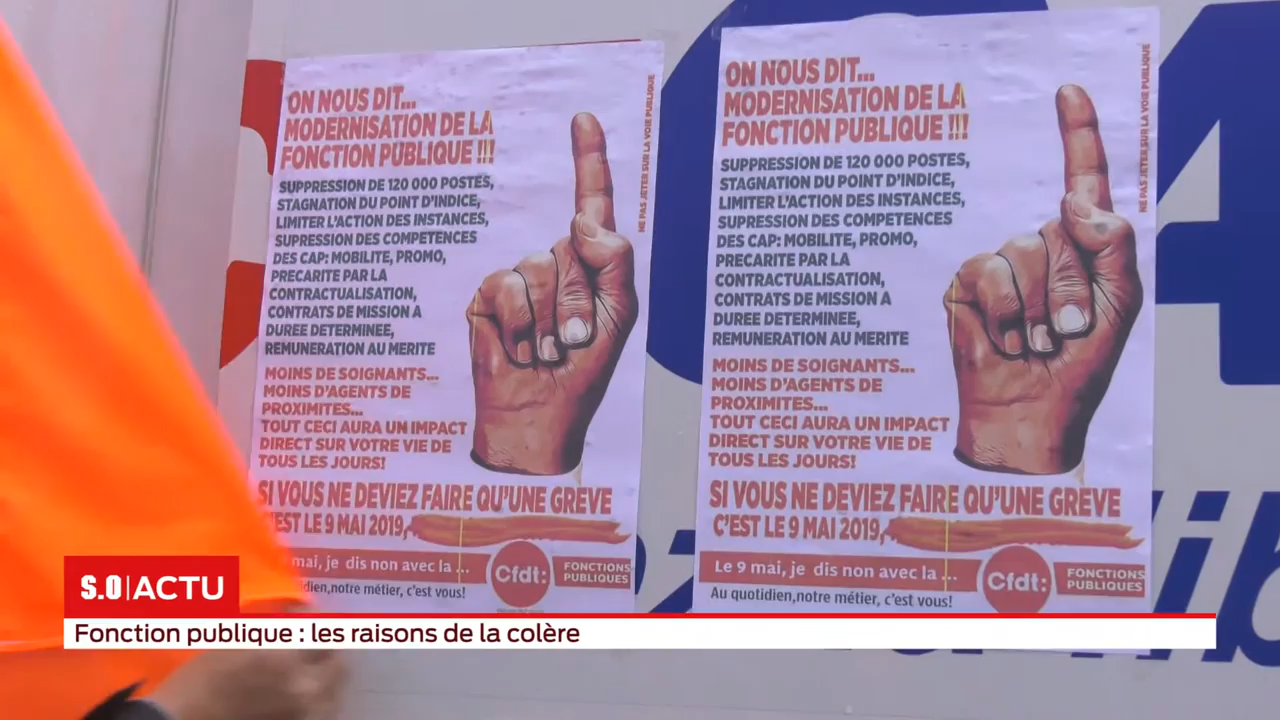 ON NOUS DIT...
MODERNISATION DE LA
FONCTION PUBLIQUE !!!
SUPPRESSION DE 120 000 POSTES,
STAGNATION DU POINT D'INDICE,
LIMITER L'ACTION DES INSTANCES,
SUPRESSION DES COMPETENCES
DES CAP: MOBILITE, PROMO,
PRECARITE PAR LA
CONTRACTUALISATION,
CONTRATS DE MISSION A
DUREE DETERMINEE,
REMUNERATION AU MERITE
MOINS DE SOIGNANTS...
MOINS D'AGENTS DE
PROXIMITES...
TOUT CECI AURA UN IMPACT
DIRECT SUR VOTRE VIE DE
TOUS LES JOURS!
SI VOUS NE DEVIEZ FAIRE QU'UNE GREVE
EST LE 9 MAI 2019,
mai, je dis non avec la ...
Cfdt:
FONCTIONS
PUBLIQUES
dien,notre métier, c'est vous!
NE PAS JETER SUR LA VOIE PUBLIQUE
ON NOUS DIT...
MODERNISATION DE LA
FONCTION PUBLIQUE !!!
SUPPRESSION DE 120 000 POSTES,
STAGNATION DU POINT D'INDICE,
LIMITER L'ACTION DES INSTANCES,
SUPRESSION DES COMPETENCES
DES CAP: MOBILITE, PROMO,
PRECARITE PAR LA
CONTRACTUALISATION,
CONTRATS DE MISSION A
DUREE DETERMINEE,
REMUNERATION AU MERITE
MOINS DE SOIGNANTS...
MOINS D'AGENTS DE
PROXIMITES...
TOUT CECI AURA UN IMPACT
DIRECT SUR VOTRE VIE DE
TOUS LES JOURS!
SI VOUS NE DEVIEZ FAIRE QU'UNE GREVE
C'EST LE 9 MAI 2019,
Le 9 mai, je dis non avec la ...
Cfdt:
FONCTIONS
PUBLIQUES
Au quotidien,notre métier, c'est vous!
NE PAS JETER SUR LA VOIE PUBLIQUE
S.O|ACTU
Fonction publique : les raisons de la colère